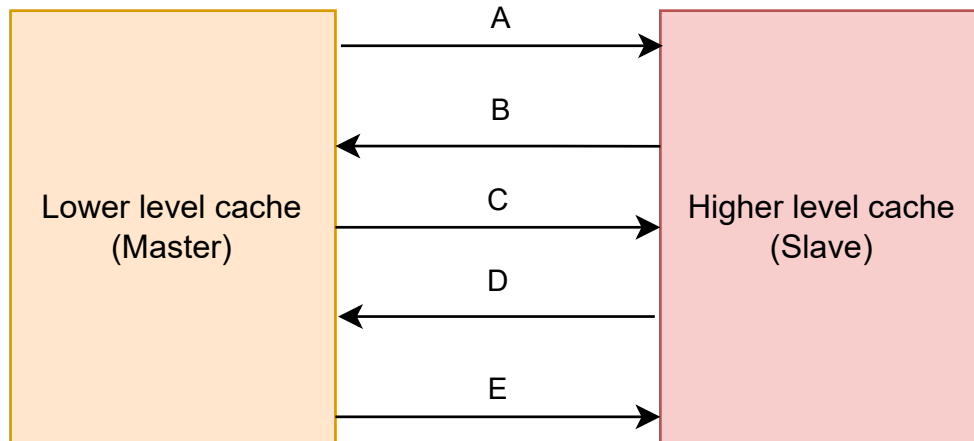 A
B
Lower level cache
(Master)
C
Higher level cache
(Slave)
D
E